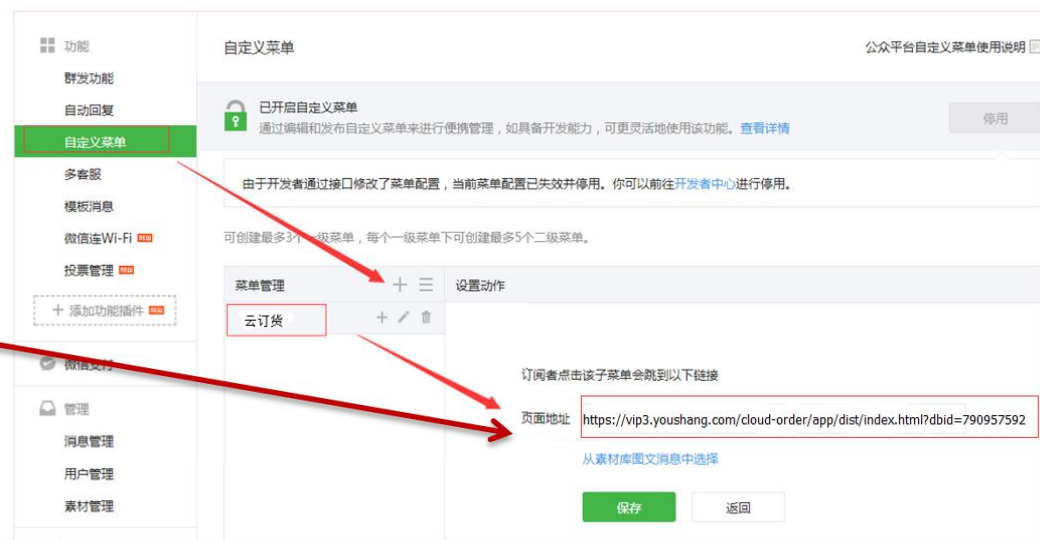 功能
群发功能
自动回复
自定义菜单
多客服
模板消息
微信连Wi-Fi NEW
投票管理 NEW
+ 添加功能插件 NEW
微信支付
管理
消息管理
用户管理
素材管理
自定义菜单
公众平台自定义菜单使用说明
已开启自定义菜单
通过编辑和发布自定义菜单来进行便携管理，如具备开发能力，可更灵活地使用该功能。查看详情
停用
由于开发者通过接口修改了菜单配置，当前菜单配置已失效并停用。你可以前往开发者中心进行停用。
可创建最多3个一级菜单，每个一级菜单下可创建最多5个二级菜单。
菜单管理
设置动作
云订货
订阅者点击该子菜单会跳到以下链接
页面地址 https://vip3.youshang.com/cloud-order/app/dist/index.html?dbid=790957592
从素材库图文消息中选择
保存
返回